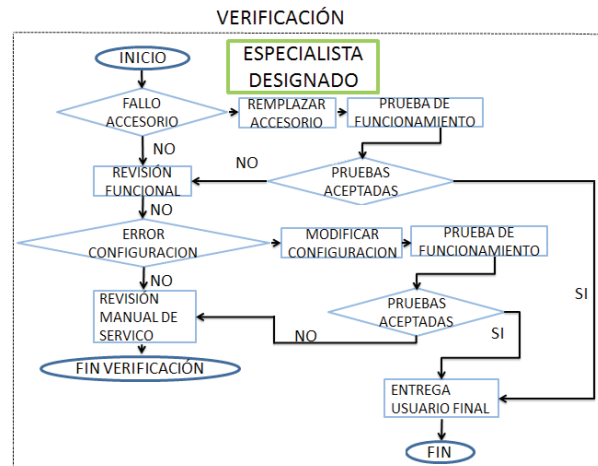 VERIFICACIÓN
INICIO
ESPECIALISTA
DESIGNADO
FALLO
ACCESORIO
REMPLAZAR
ACCESORIO
PRUEBA DE
FUNCIONAMIENTO
NO
NO
REVISIÓN
FUNCIONAL
PRUEBAS
ACEPTADAS
NO
ERROR
CONFIGURACION
MODIFICAR
CONFIGURACION
PRUEBA DE
FUNCIONAMIENTO
NO
REVISIÓN
MANUAL DE
SERVICO
PRUEBAS
ACEPTADAS
SI
NO
SI
FIN VERIFICACIÓN
ENTREGA
USUARIO FINAL
FIN